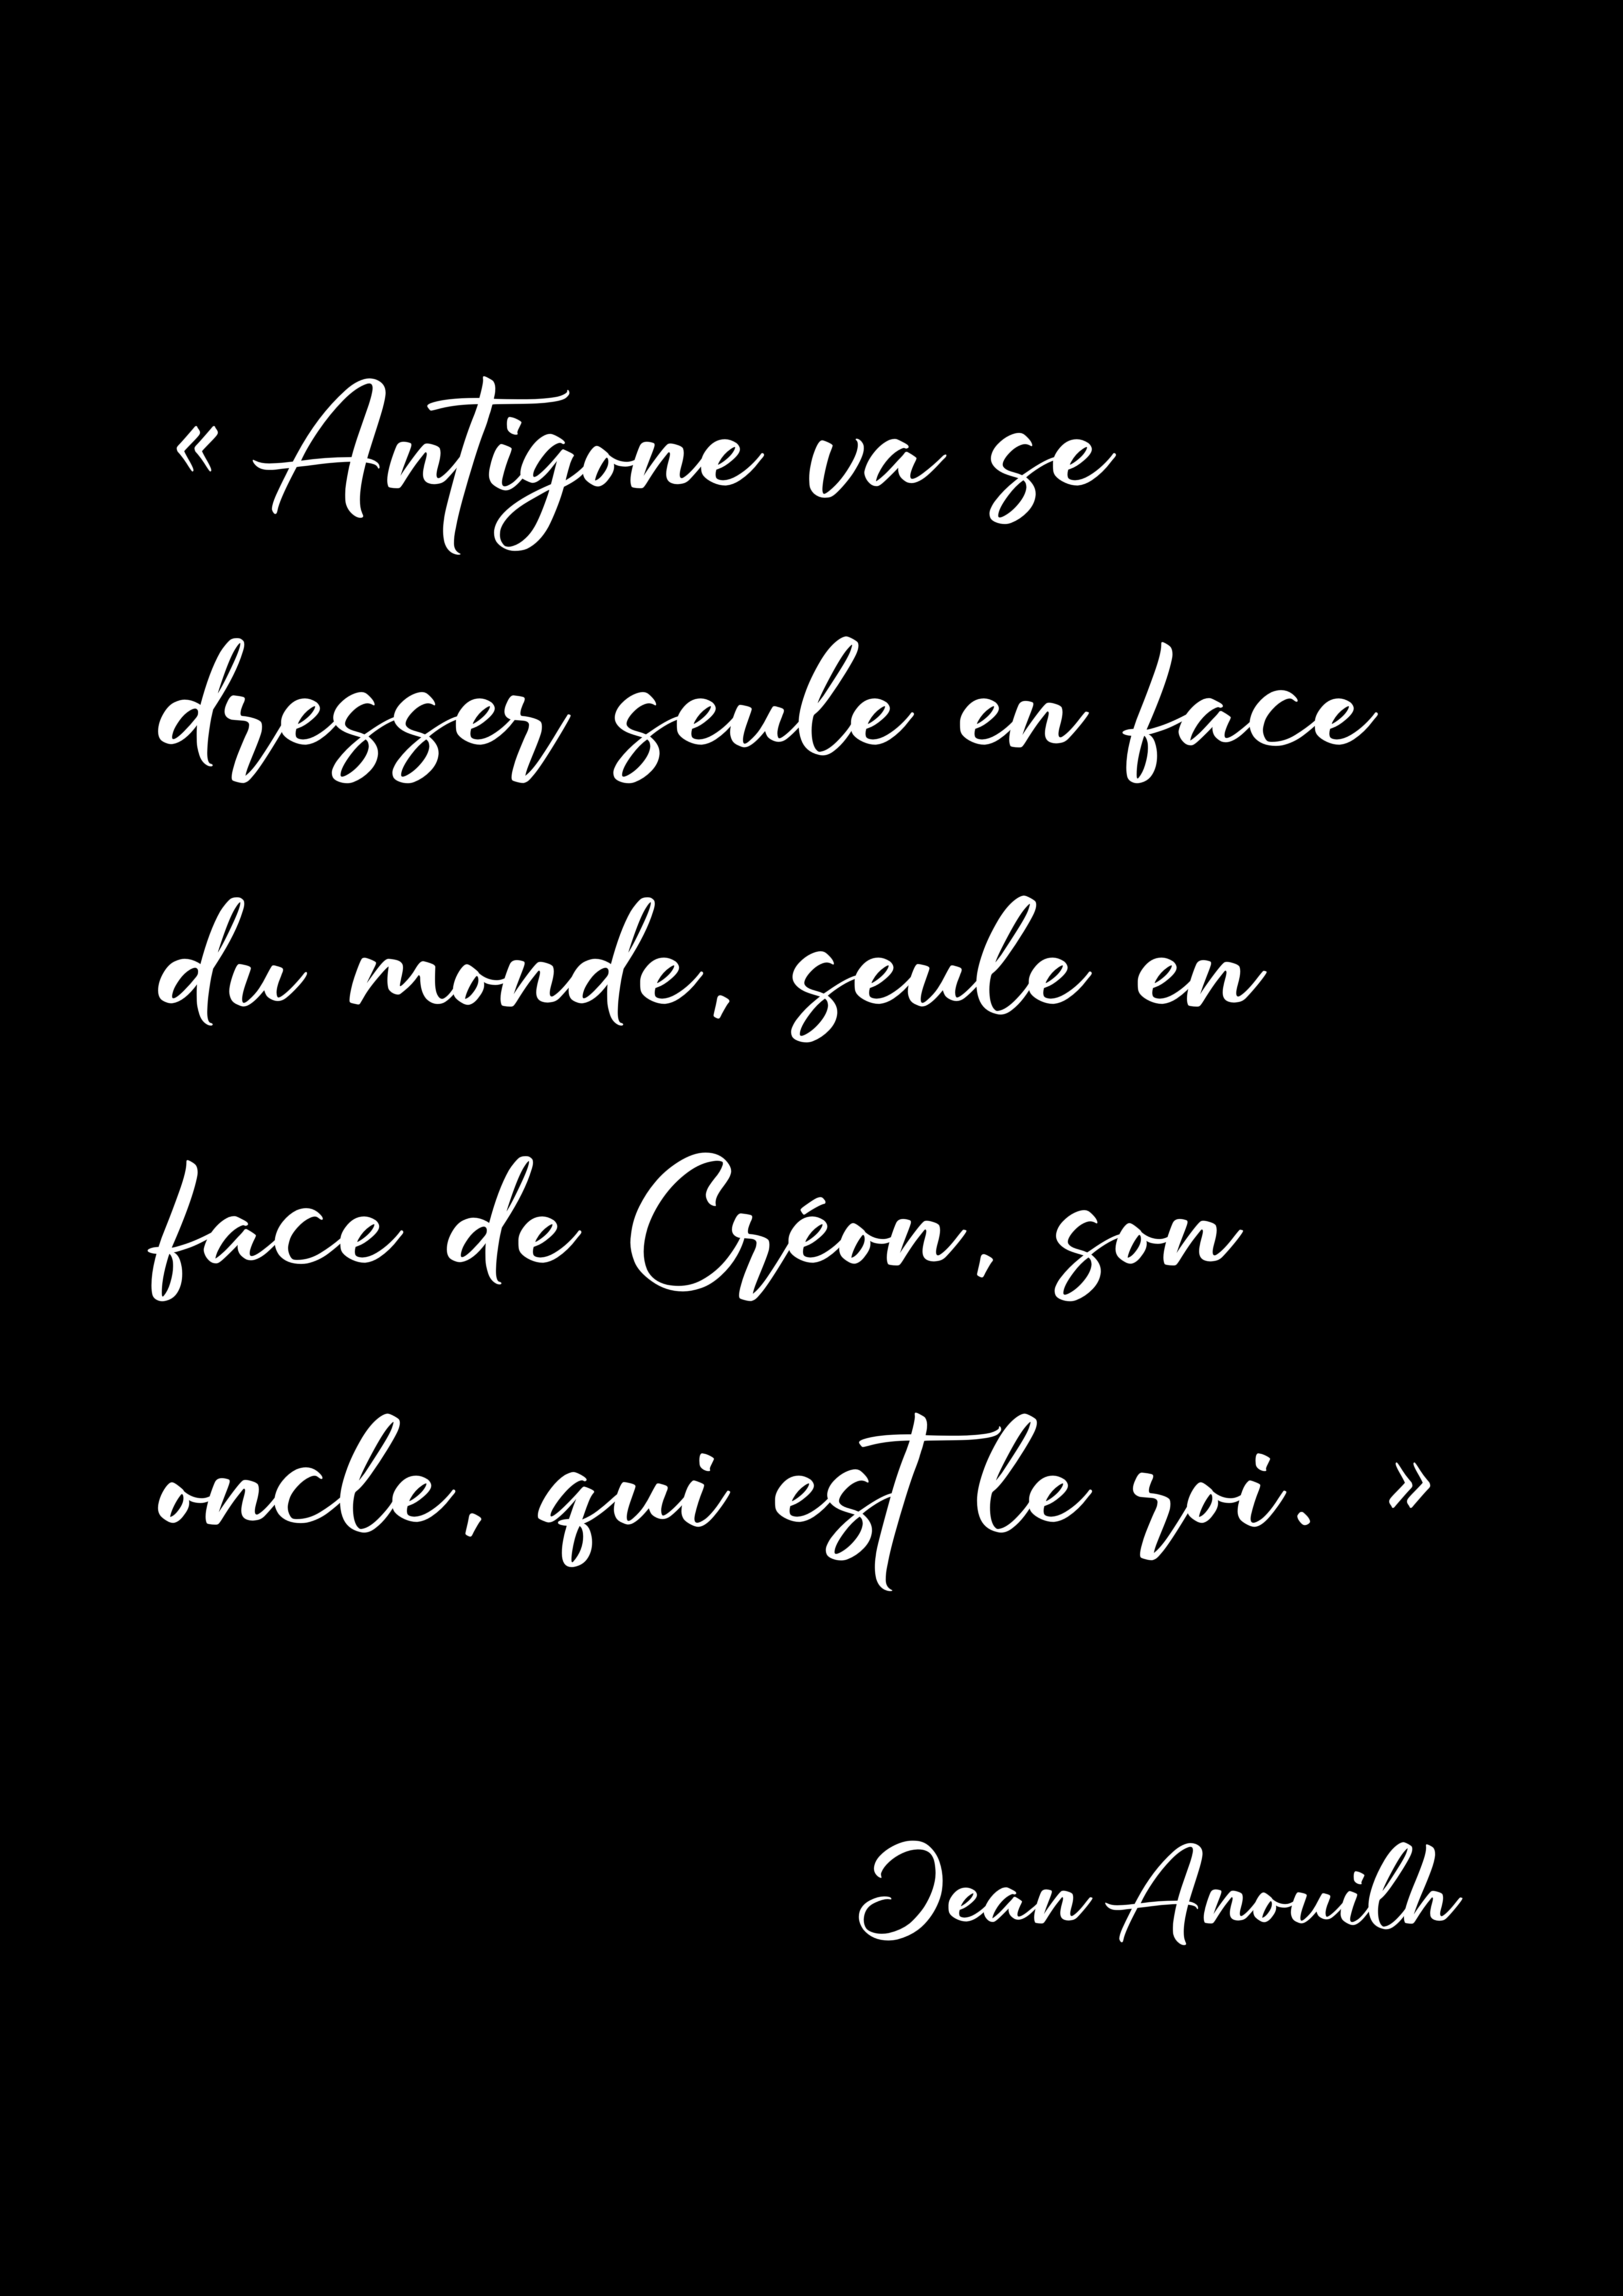 « Antigone va se
dresser seule en face
du monde, seule en
face de Créon, son
oncle, qui est le roi. »
Jean Anouilh